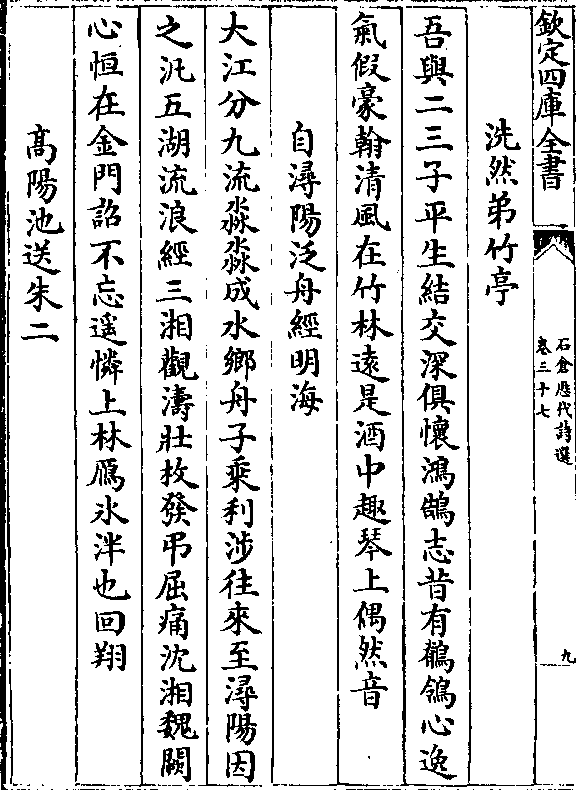 欽定四庫全書
石倉歷代詩選
卷三十七
九
洗然弟竹亭
吾與二三子平生結交深俱懷鴻鵠志昔有鶺鴒心逸
氣假豪翰清風在竹林遠是酒中趣琴上偶然音
自潯陽泛舟經明海
大江分九流淼淼成水鄉舟子乘利涉往來至潯陽因
之汎五湖流浪經三湘觀濤壯枚發弔屈痛沈湘魏闕
心恒在金門詔不忘遥憐上林鴈氷泮也回翔
髙陽池送朱二